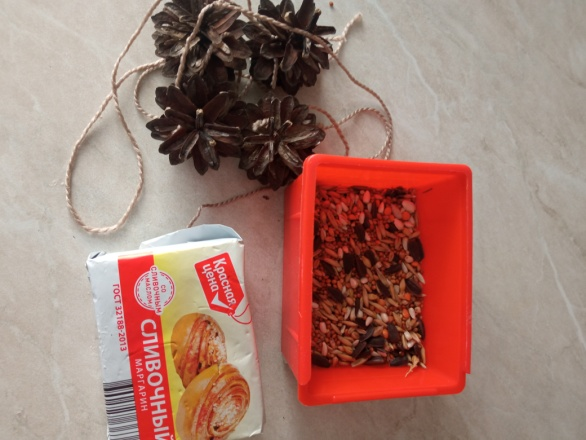 Красная
цена
СО
СЛИВОЧНЫМ
МАСЛОМ
ГОСТ 32188-2013
СЛИВОЧНЫЙ
МАРГАРИН